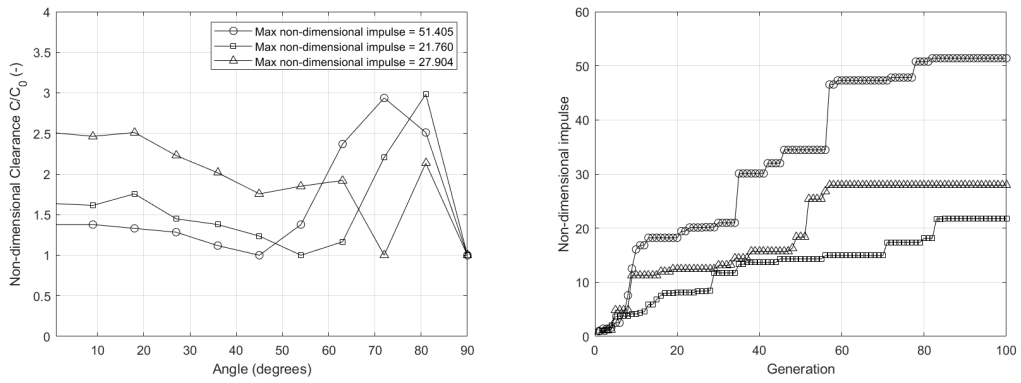 4
3.5
3
2.5
2
1.5
1
0.5
0
Non-dimensional Clearance C/C0 (-)
Max non-dimensional impulse = 51.405
Max non-dimensional impulse = 21.760
Max non-dimensional impulse = 27.904
10 20 30 40 50 60 70 80 90
Angle (degrees)
60
50
40
30
20
10
0
Non-dimensional impulse
0 20 40 60 80 100
Generation